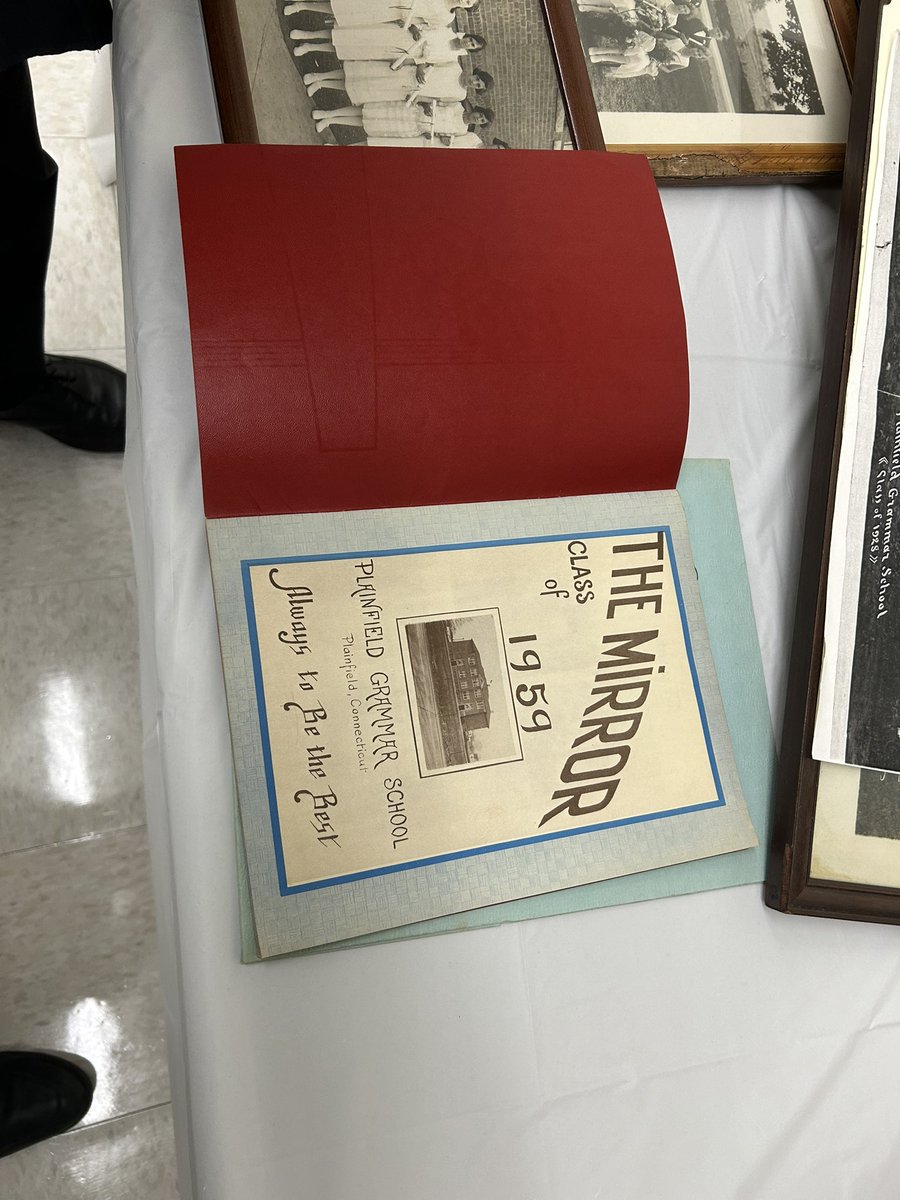 THE MiRROR
CLASS
of
1959
PLAINFIELD GRAMMAR SCHOOL
Plainfield, Connecticut
Always to Be the Best
Plainfield Grammar School
《 Class of 1928 》